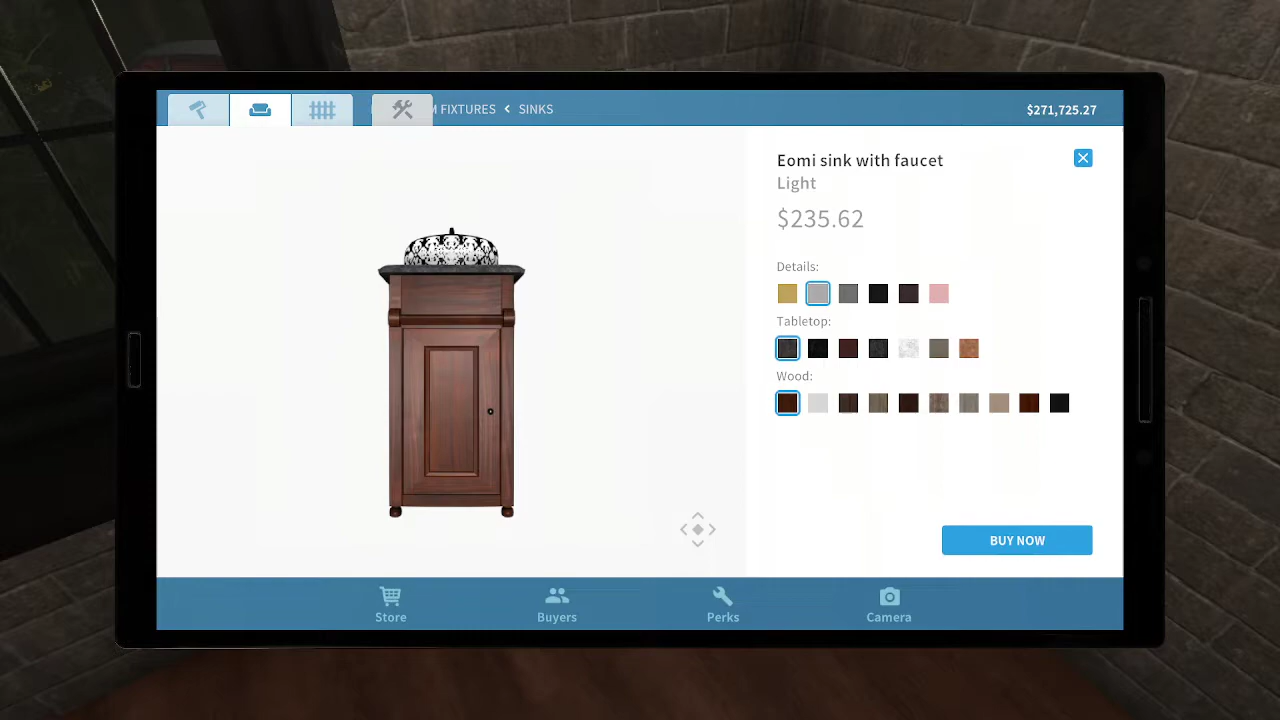 M FIXTURES < SINKS
$271,725.27
Eomi sink with faucet
Light
$235.62
Details:
Tabletop:
Wood:
BUY NOW
Store
Buyers
Perks
Camera